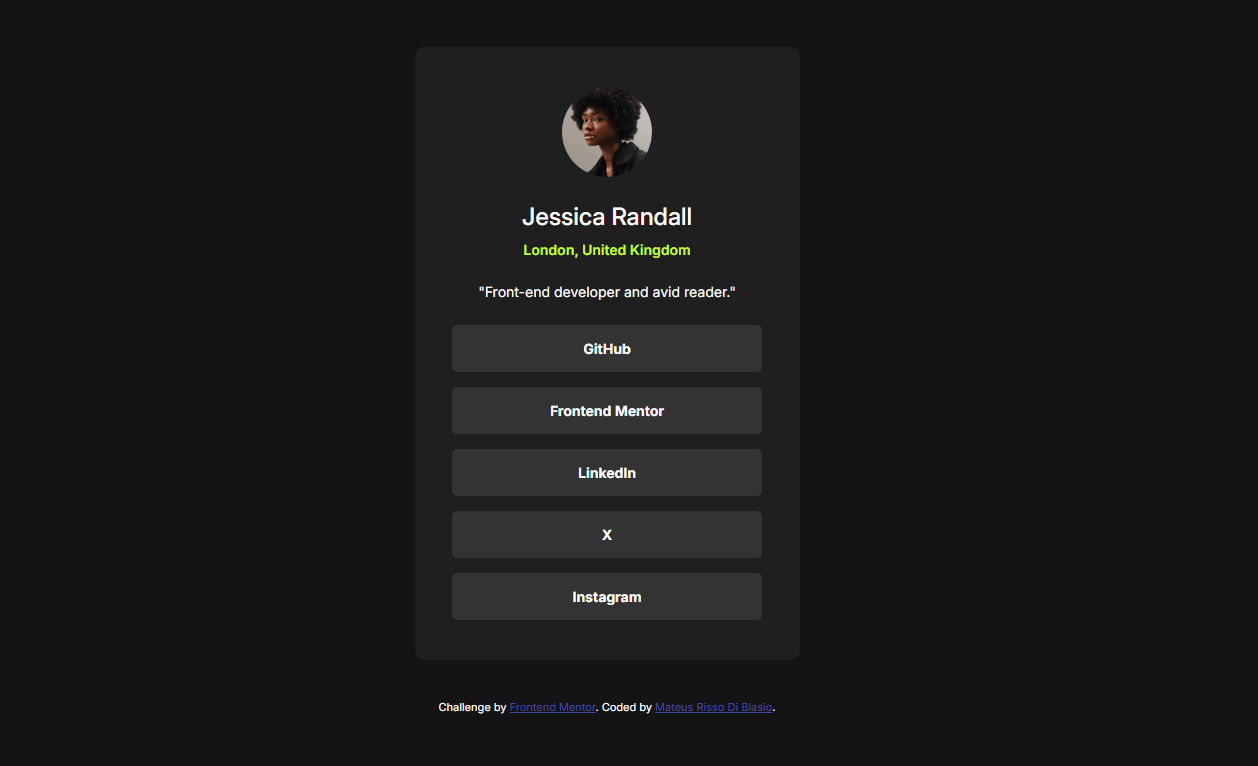 Jessica Randall
London, United Kingdom
"Front-end developer and avid reader."
GitHub
Frontend Mentor
LinkedIn
X
Instagram
Challenge by Frontend Mentor. Coded by Mateus Risso Di Blasio.